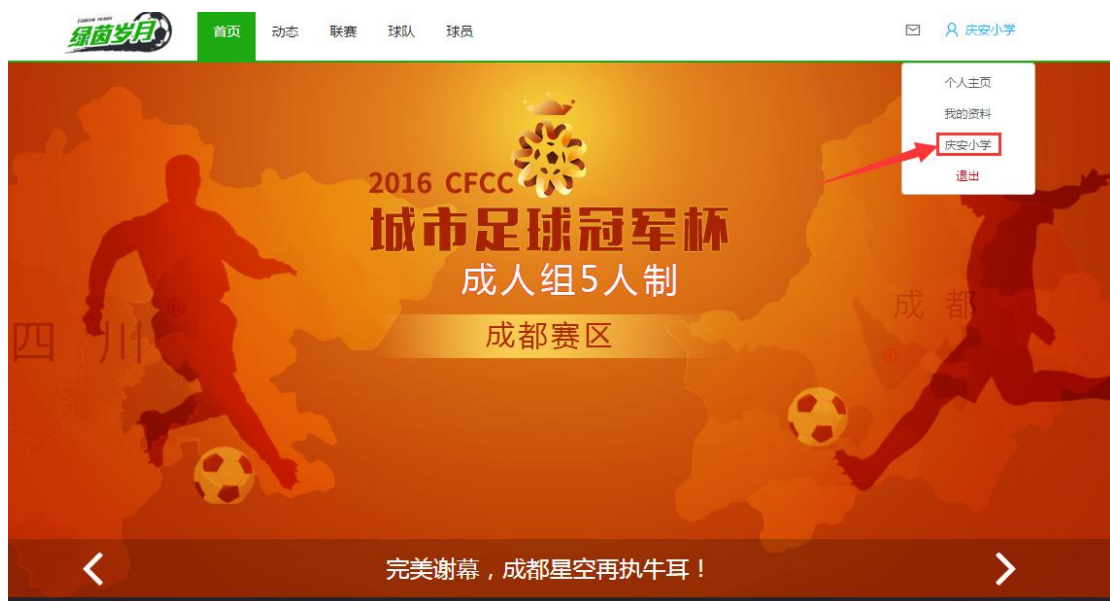 绿茵岁月
首页 动态 联赛 球队 球员 庆安小学
个人主页
我的资料
庆安小学
退出
2016 CFCC
城市足球冠军杯
成人组5人制
成都赛区
四川
成都
完美谢幕，成都星空再执牛耳！